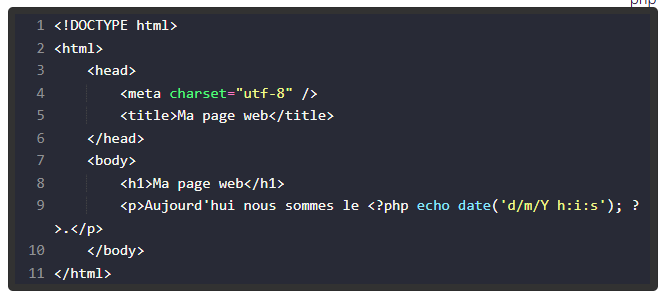 php
1 <!DOCTYPE html>
2 <html>
3     <head>
4         <meta charset="utf-8" />
5         <title>Ma page web</title>
6     </head>
7     <body>
8         <h1>Ma page web</h1>
9         <p>Aujourd'hui nous sommes le <?php echo date('d/m/Y h:i:s'); ?
>.</p>
10     </body>
11 </html>